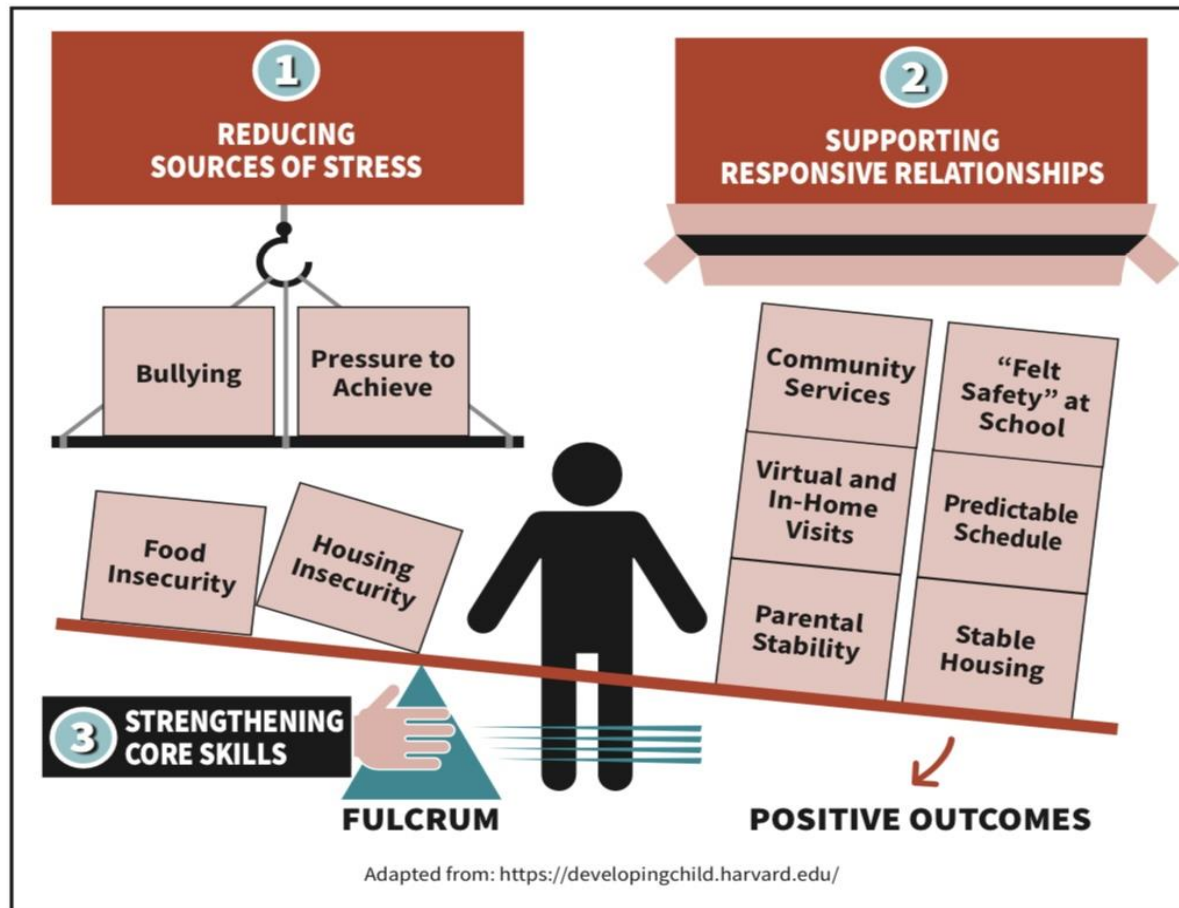 1
REDUCING
SOURCES OF STRESS
2
SUPPORTING
RESPONSIVE RELATIONSHIPS
Bullying
Pressure to
Achieve
Community
Services
“Felt
Safety” at
School
Virtual and
In-Home
Visits
Predictable
Schedule
Parental
Stability
Stable
Housing
Food
Insecurity
Housing
Insecurity
3
STRENGTHENING
CORE SKILLS
FULCRUM
POSITIVE OUTCOMES
Adapted from: https://developingchild.harvard.edu/